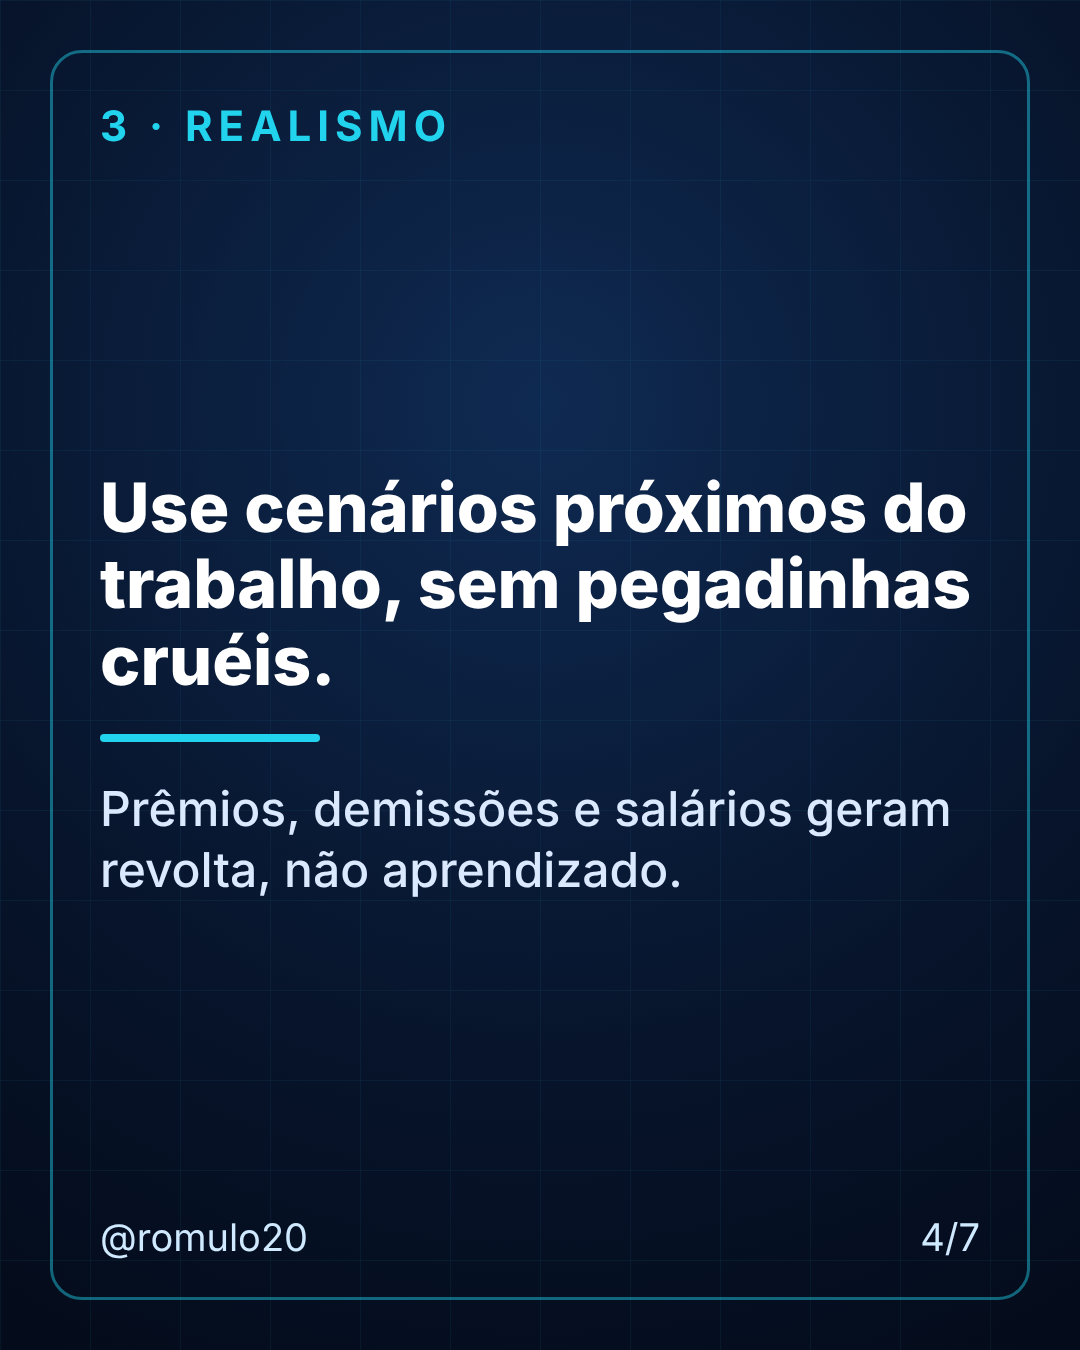 3 · REALISMO
Use cenários próximos do
trabalho, sem pegadinhas
cruéis.
Prêmios, demissões e salários geram
revolta, não aprendizado.
@romulo20
4/7